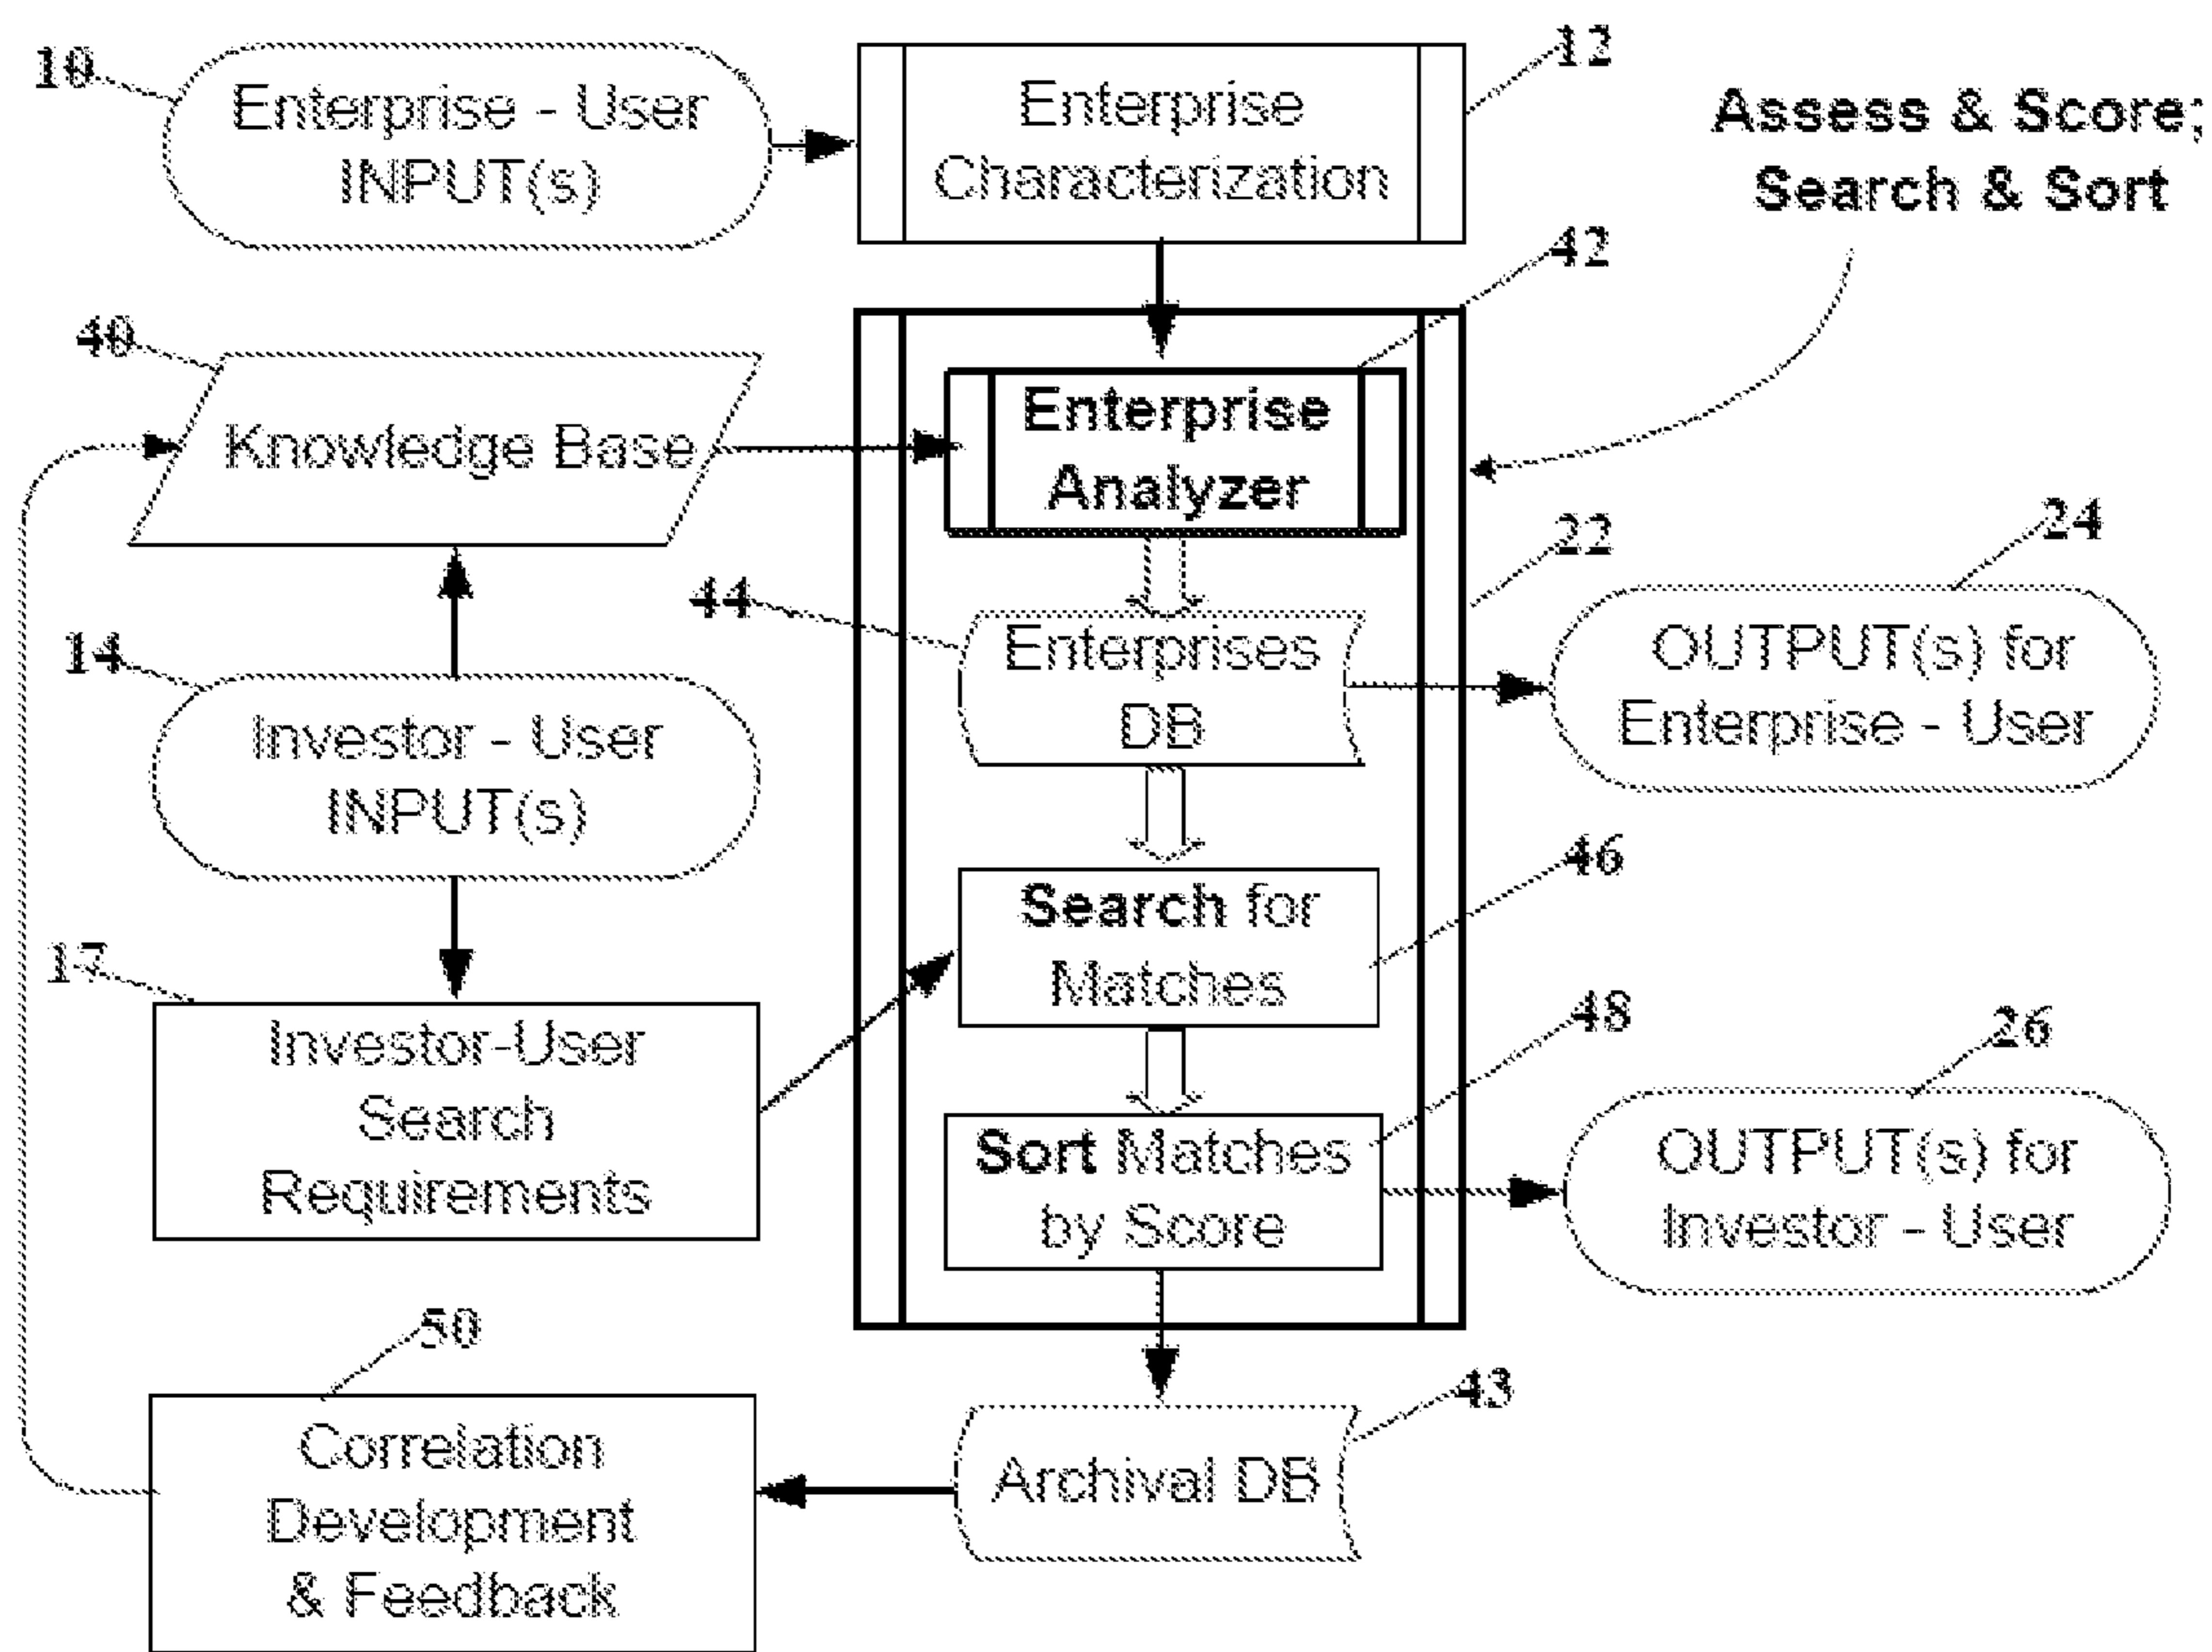 10
Enterprise - User
INPUT(s)
Enterprise
Characterization
12
Assess & Score;
Search & Sort
42
40
Knowledge Base
Enterprise
Analyzer
22
24
44
Enterprises
DB
OUTPUT(s) for
Enterprise - User
14
Investor - User
INPUT(s)
46
Search for
Matches
17
Investor-User
Search
Requirements
48
26
Sort Matches
by Score
OUTPUT(s) for
Investor - User
50
43
Correlation
Development
& Feedback
Archival DB